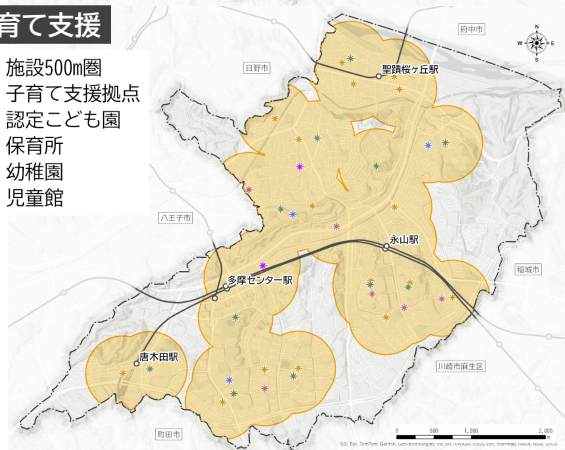 育て支援
施設500m圏
子育て支援拠点
認定こども園
保育所
幼稚園
児童館
府中市
日野市
聖蹟桜ヶ丘駅
N
W
E
S
八王子市
永山駅
稲城市
多摩センター駅
唐木田駅
川崎市麻生区
町田市
0 500 1,000 2,000